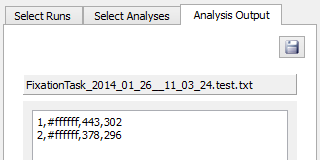 Select Runs
Select Analyses
Analysis Output
FixationTask_2014_01_26__11_03_24.test.txt
1,#ffffff,443,302
2,#ffffff,378,296